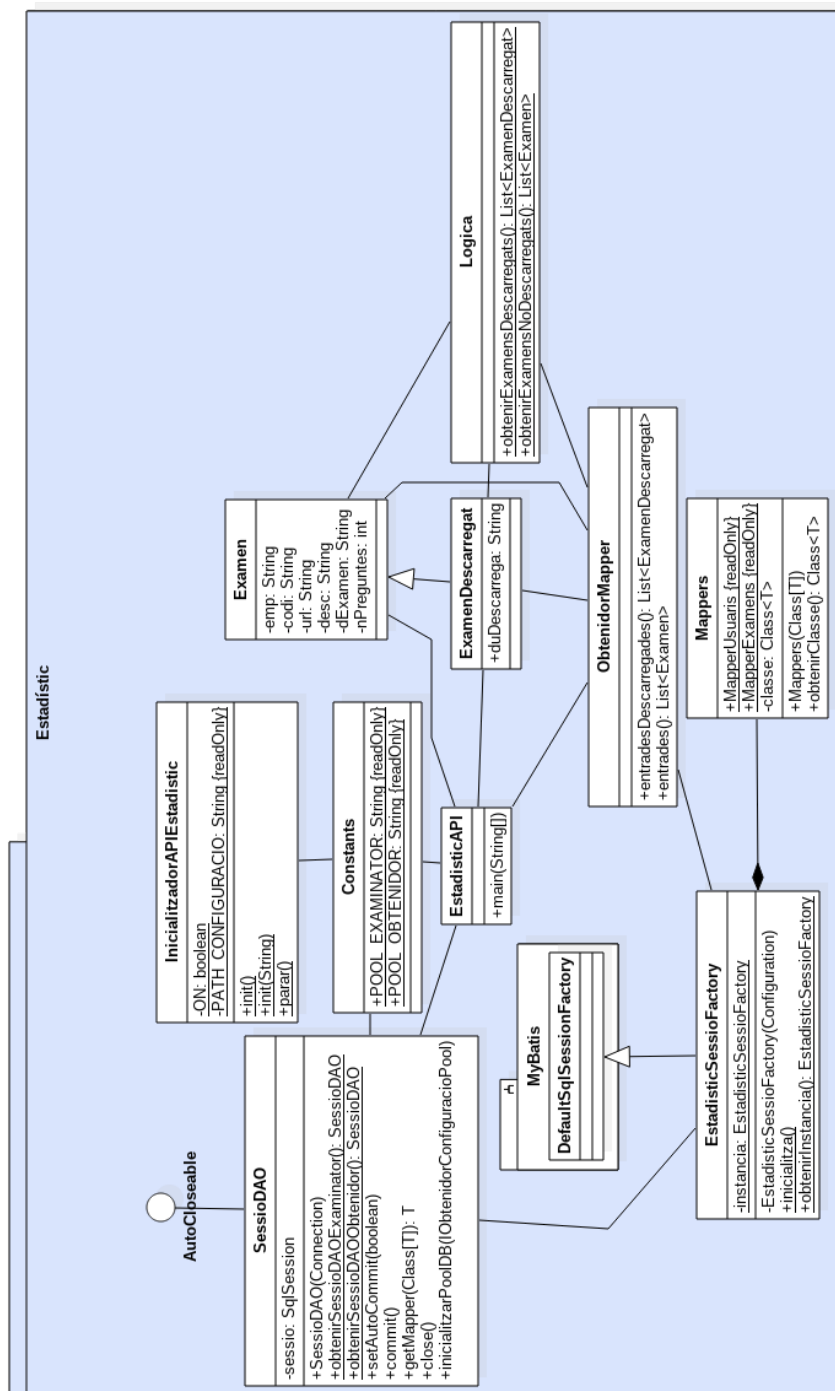 Estadístic
AutoCloseable
SessioDAO
-sessio: SqlSession
+SessioDAO(Connection)
+obtenirSessioDAOExaminator(): SessioDAO
+obtenirSessioDAOObtenidor(): SessioDAO
+setAutoCommit(boolean)
+commit()
+getMapper(Class[T]): T
+close()
+inicialitzarPoolDB(IObtenidorConfiguracioPool)
InicialitzadorAPIEstadistic
-ON: boolean
-PATH_CONFIGURACIO: String {readOnly}
+init()
+init(String)
+parar()
Constants
+POOL_EXAMINATOR: String {readOnly}
+POOL_OBTENIDOR: String {readOnly}
EstadisticAPI
+main(String[])
Examen
-emp: String
-codi: String
-url: String
-desc: String
-dExamen: String
-nPreguntes: int
ExamenDescarregat
+duDescarrega: String
Logica
+obtenirExamensDescarregats(): List<ExamenDescarregat>
+obtenirExamensNoDescarregats(): List<Examen>
MyBatis
DefaultSqlSessionFactory
EstadisticSessioFactory
-instancia: EstadisticSessioFactory
-EstadisticSessioFactory(Configuration)
+inicialitza()
+obtenirInstancia(): EstadisticSessioFactory
ObtenidorMapper
+entradesDescarregades(): List<ExamenDescarregat>
+entrades(): List<Examen>
Mappers
+MapperUsuaris {readOnly}
+MapperExamens {readOnly}
-classe: Class<T>
+Mappers(Class[T])
+obtenirClasse(): Class<T>